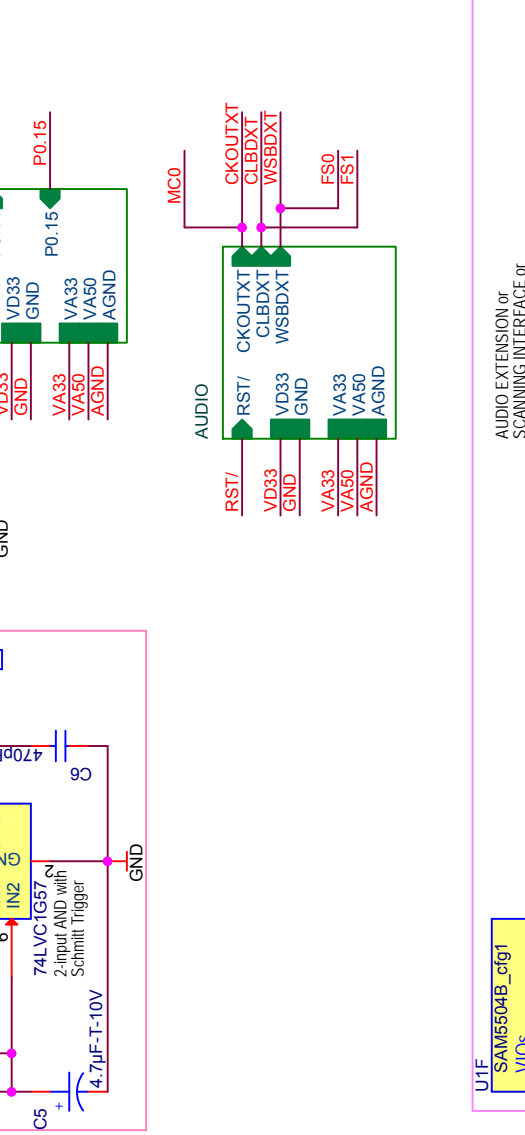 P0.15
P0.15
VD33
GND
VA33
VA50
AGND
VD33
GND
VA33
VA50
AGND
GND
MC0
CKOUTXT
CLBDXT
WSBDXT
FS0
FS1
CKOUTXT
CLBDXT
WSBDXT
AUDIO
RST/
VD33
GND
VA33
VA50
AGND
RST/
VD33
GND
VA33
VA50
AGND
C6
IN2
2
6
GND
74LVC1G57
2-input AND with
Schmitt Trigger
C5
+
4.7µF-T-10V
AUDIO EXTENSION or
SCANNING INTERFACE or
U1F
SAM5504B_cfg1
VIOs